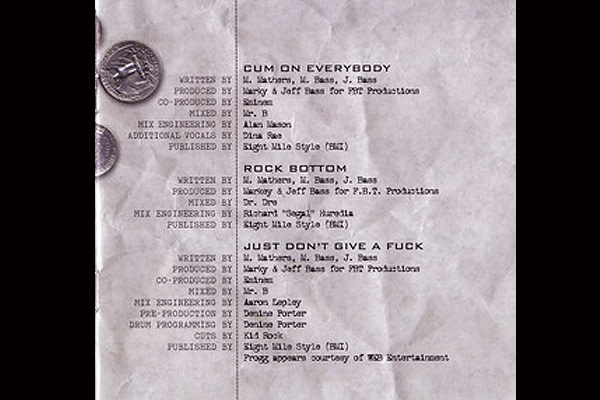 CUM ON EVERYBODY
WRITTEN BY M. Mathers, M. Bass, J. Bass
PRODUCED BY Marky & Jeff Bass for FBT Productions
CO-PRODUCED BY Eminem
MIXED BY Mr. B
MIX ENGINEERING BY Alan Mason
ADDITIONAL VOCALS BY Dina Rae
PUBLISHED BY Eight Mile Style (BMI)
ROCK BOTTOM
WRITTEN BY M. Mathers, M. Bass, J. Bass
PRODUCED BY Markey & Jeff Bass for F.B.T. Productions
MIXED BY Dr. Dre
MIX ENGINEERING BY Richard "Segal" Huredia
PUBLISHED BY Eight Mile Style (BMI)
JUST DON'T GIVE A FUCK
WRITTEN BY M. Mathers, M. Bass, J. Bass
PRODUCED BY Marky & Jeff Bass for FBT Productions
CO-PRODUCED BY Eminem
MIXED BY Mr. B
MIX ENGINEERING BY Aaron Lepley
PRE-PRODUCTION BY Denine Porter
DRUM PROGRAMMING BY Denine Porter
CUTS BY Kid Rock
PUBLISHED BY Eight Mile Style (BMI)
Frogg appears courtesy of WEB Entertainment